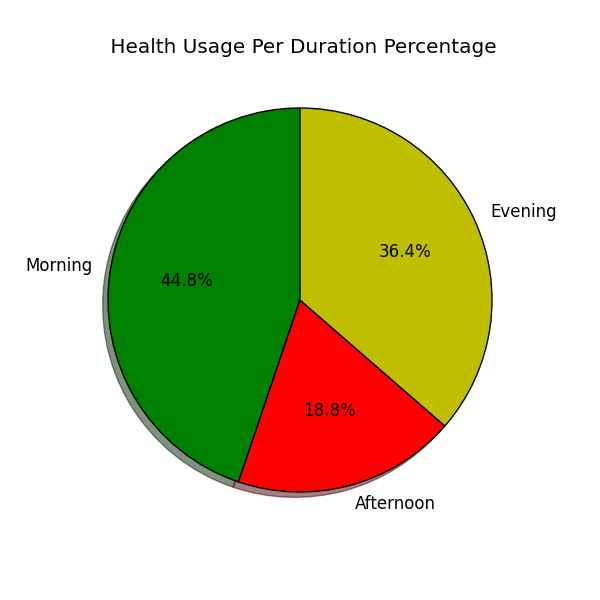 Health Usage Per Duration Percentage
Evening
36.4%
Morning
44.8%
18.8%
Afternoon